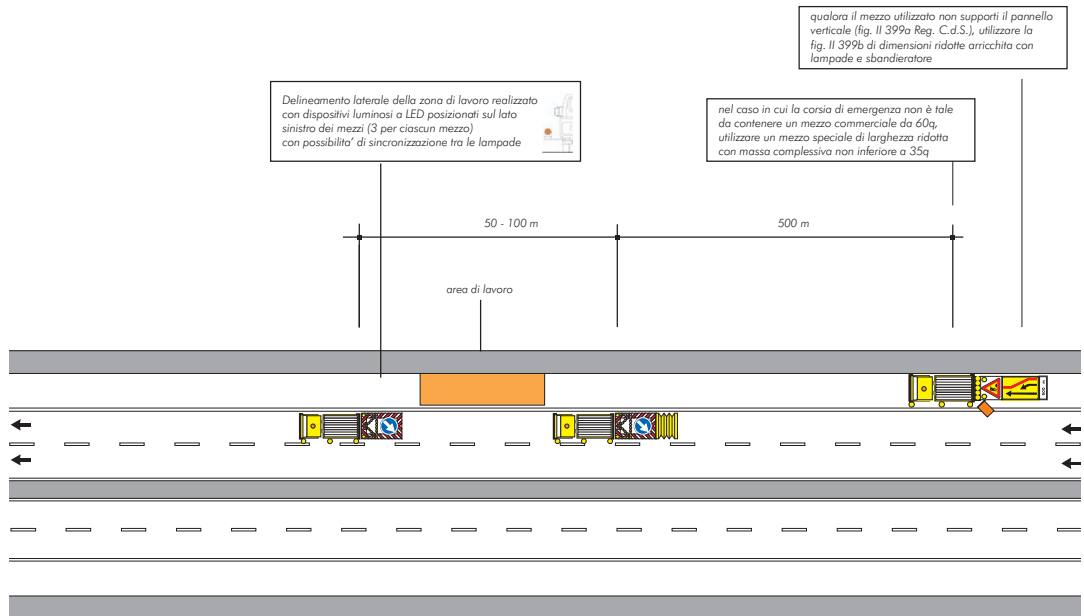 qualora il mezzo utilizzato non supporti il pannello
verticale (fig. II 399a Reg. C.d.S.), utilizzare la
fig. II 399b di dimensioni ridotte arricchita con
lampade e sbandieratore
Delineamento laterale della zona di lavoro realizzato
con dispositivi luminosi a LED posizionati sul lato
sinistro dei mezzi (3 per ciascun mezzo)
con possibilita' di sincronizzazione tra le lampade
nel caso in cui la corsia di emergenza non è tale
da contenere un mezzo commerciale da 60q,
utilizzare un mezzo speciale di larghezza ridotta
con massa complessiva non inferiore a 35q
50 - 100 m
500 m
area di lavoro